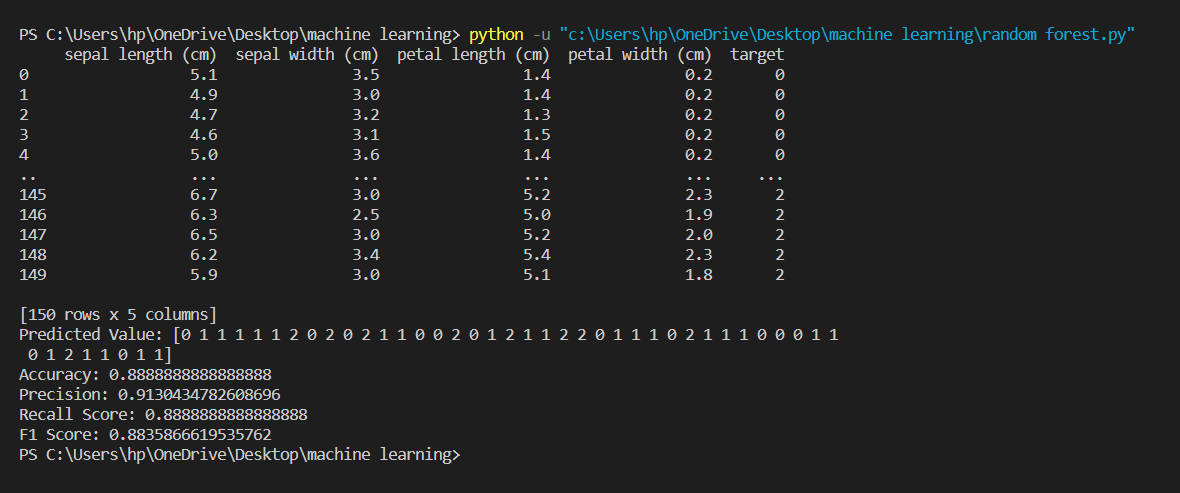 PS C:\Users\hp\OneDrive\Desktop\machine learning> python -u "c:\Users\hp\OneDrive\Desktop\machine learning\random forest.py"
     sepal length (cm)  sepal width (cm)  petal length (cm)  petal width (cm)  target
0                  5.1               3.5                1.4               0.2       0
1                  4.9               3.0                1.4               0.2       0
2                  4.7               3.2                1.3               0.2       0
3                  4.6               3.1                1.5               0.2       0
4                  5.0               3.6                1.4               0.2       0
..                 ...               ...                ...               ...     ...
145                6.7               3.0                5.2               2.3       2
146                6.3               2.5                5.0               1.9       2
147                6.5               3.0                5.2               2.0       2
148                6.2               3.4                5.4               2.3       2
149                5.9               3.0                5.1               1.8       2

[150 rows x 5 columns]
Predicted Value: [0 1 1 1 1 1 2 0 2 0 2 1 1 0 0 2 0 1 2 1 1 2 2 0 1 1 1 0 2 1 1 1 0 0 0 1 1
 0 1 2 1 1 0 1 1]
Accuracy: 0.8888888888888888
Precision: 0.9130434782608696
Recall Score: 0.8888888888888888
F1 Score: 0.8835866619535762
PS C:\Users\hp\OneDrive\Desktop\machine learning>